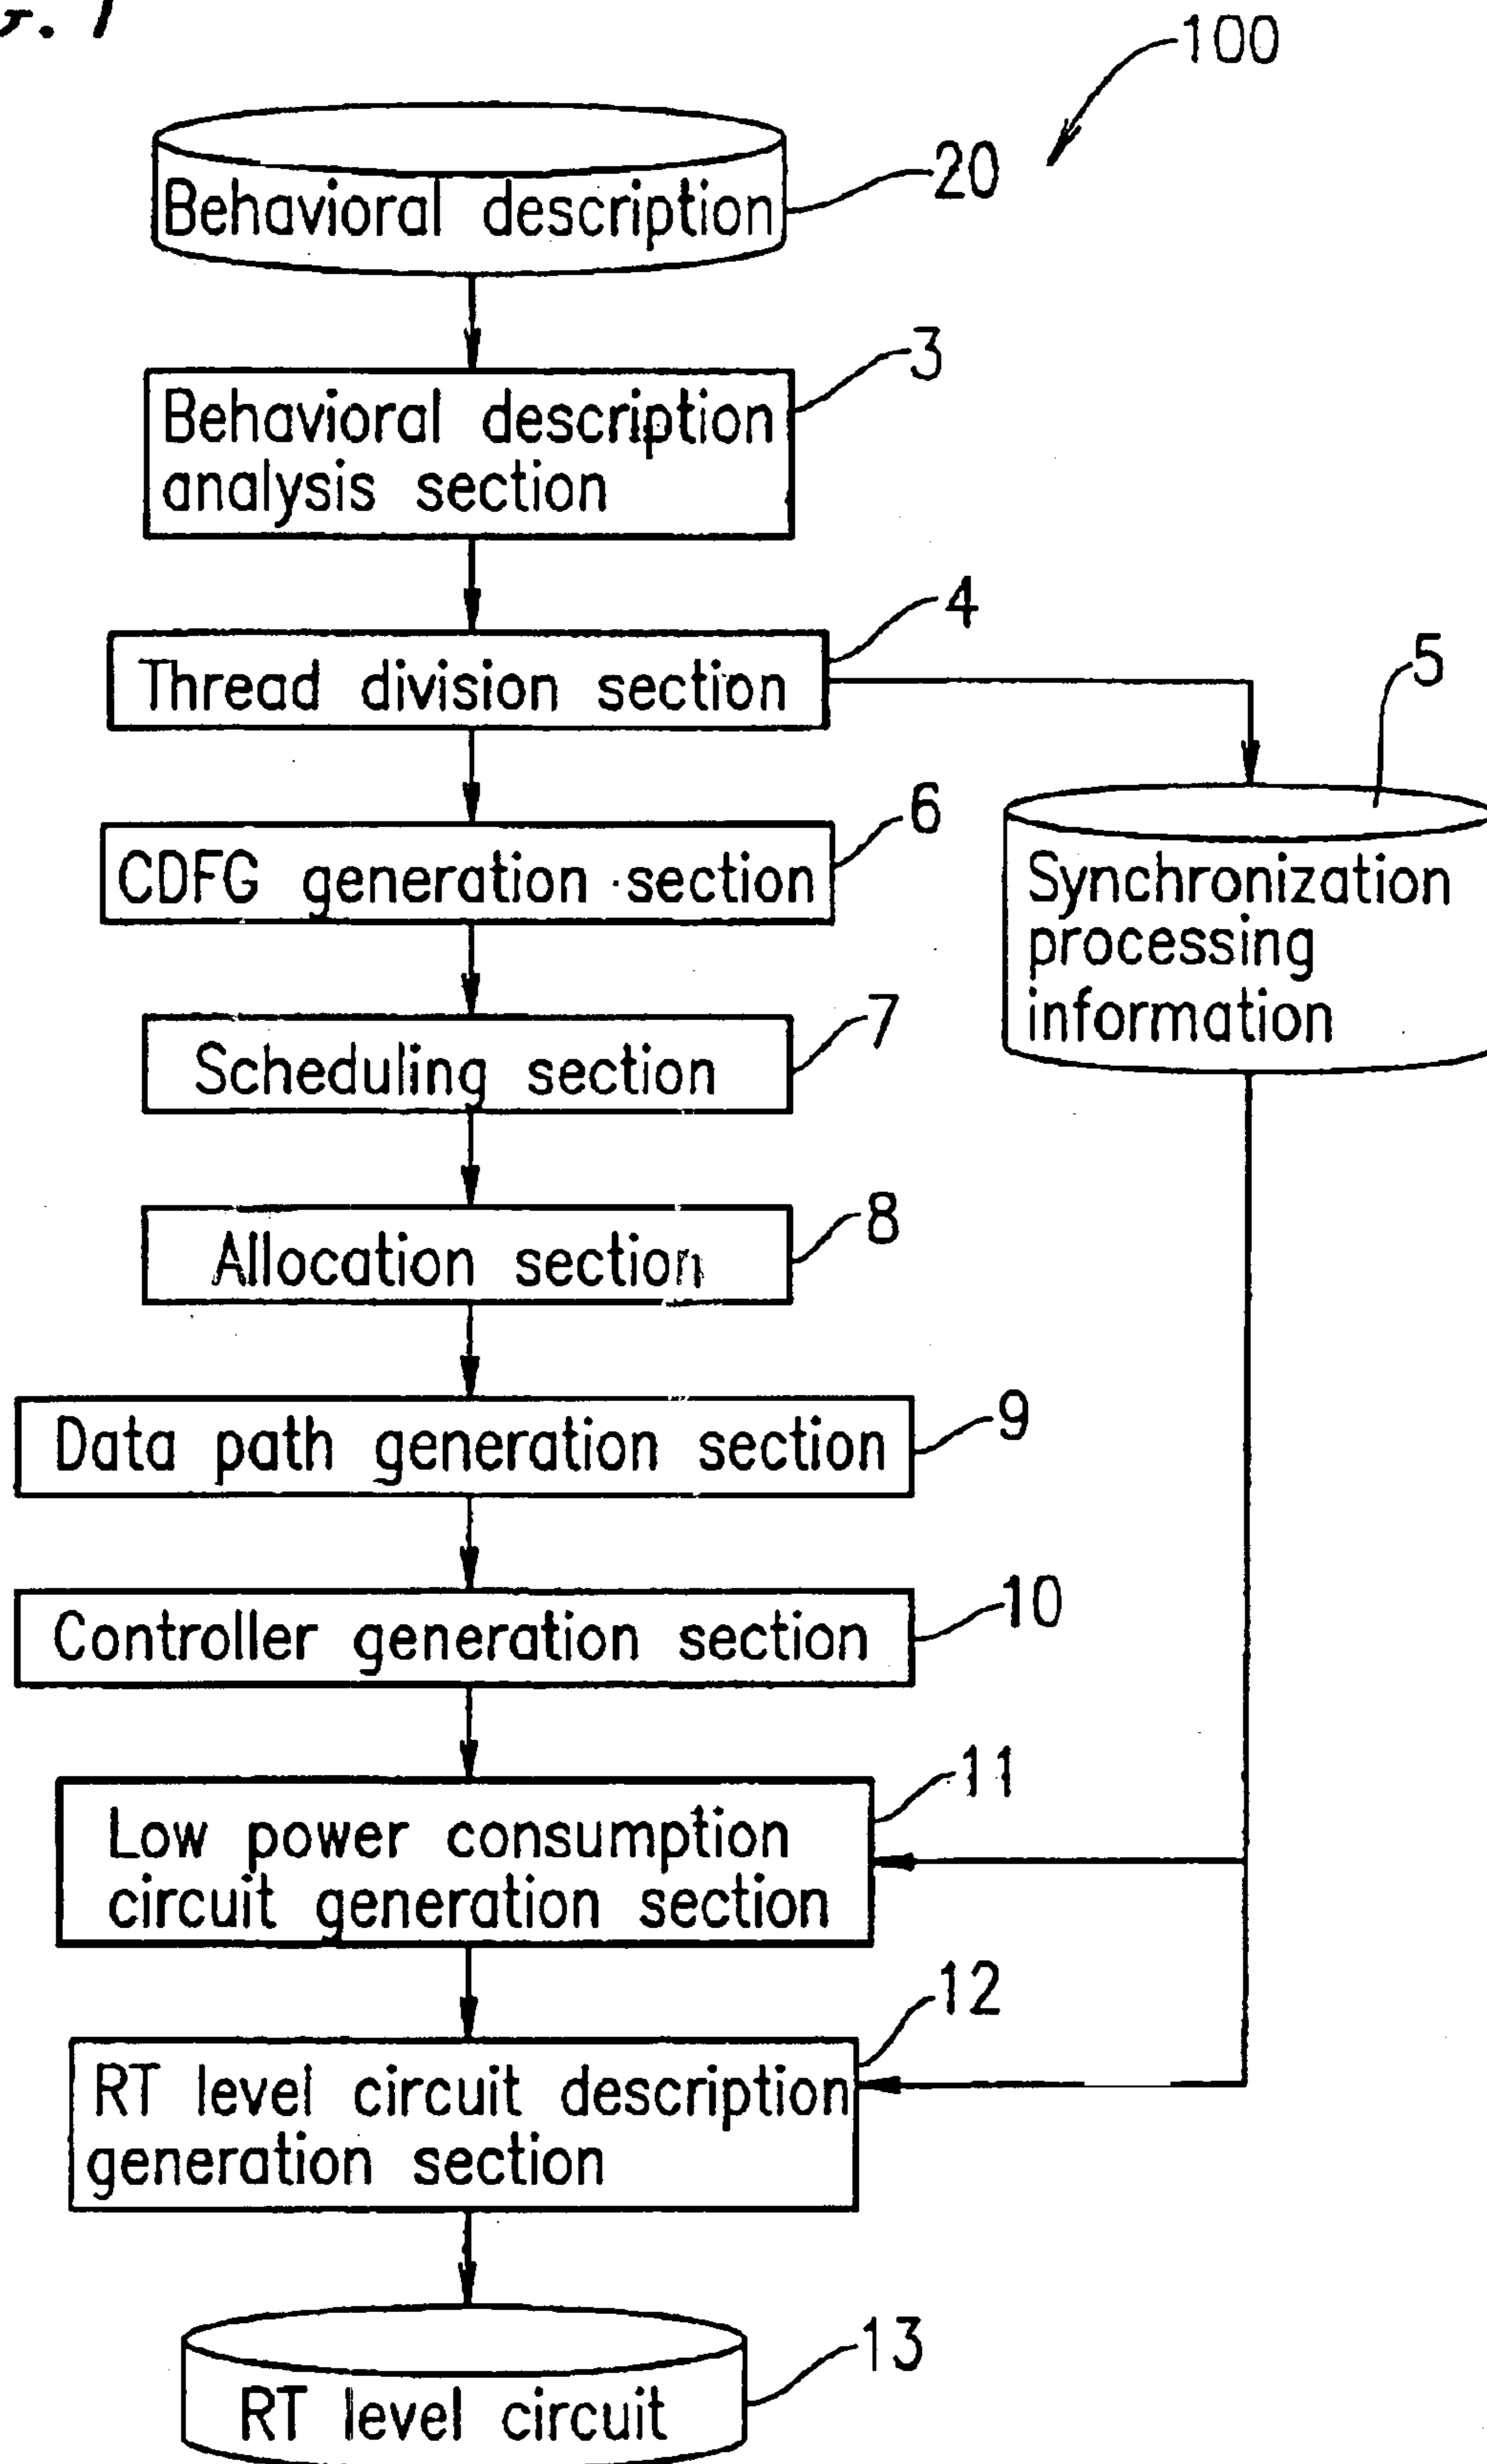 100
20
Behavioral description
3
Behavioral description
analysis section
4
Thread division section
5
6
CDFG generation section
Synchronization
processing
information
7
Scheduling section
8
Allocation section
9
Data path generation section
10
Controller generation section
11
Low power consumption
circuit generation section
12
RT level circuit description
generation section
13
RT level circuit